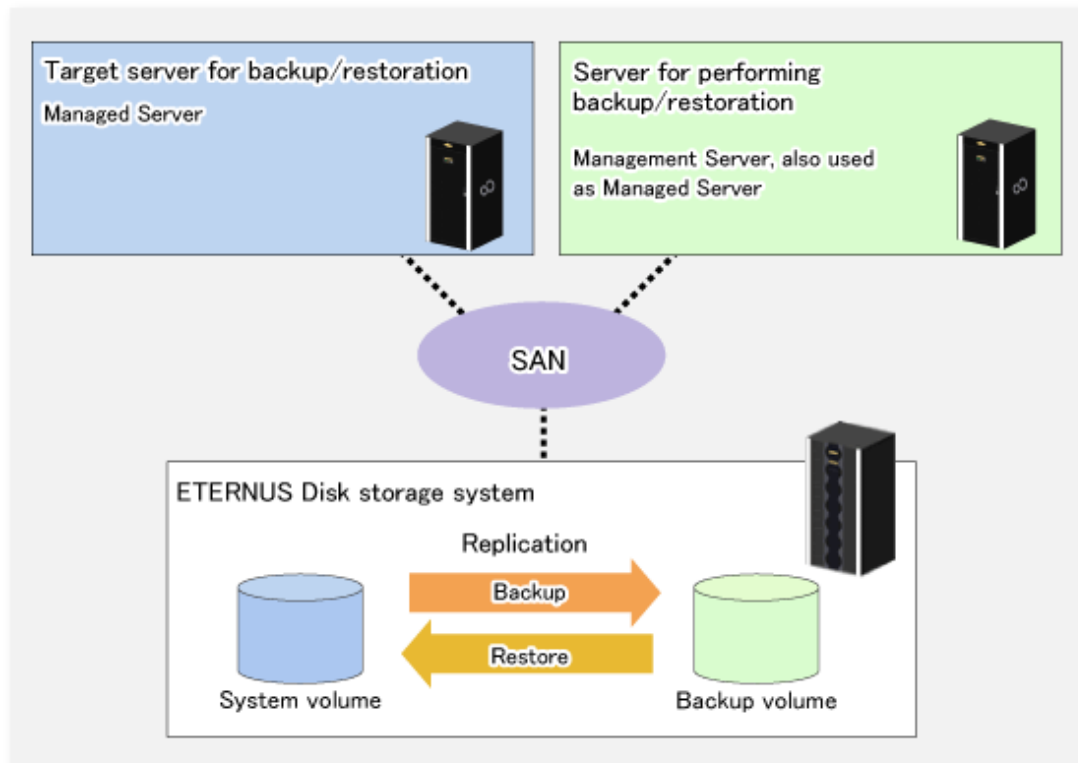 Target server for backup/restoration
Managed Server
Server for performing
backup/restoration
Management Server, also used
as Managed Server
SAN
ETERNUS Disk storage system
Replication
Backup
Restore
System volume
Backup volume